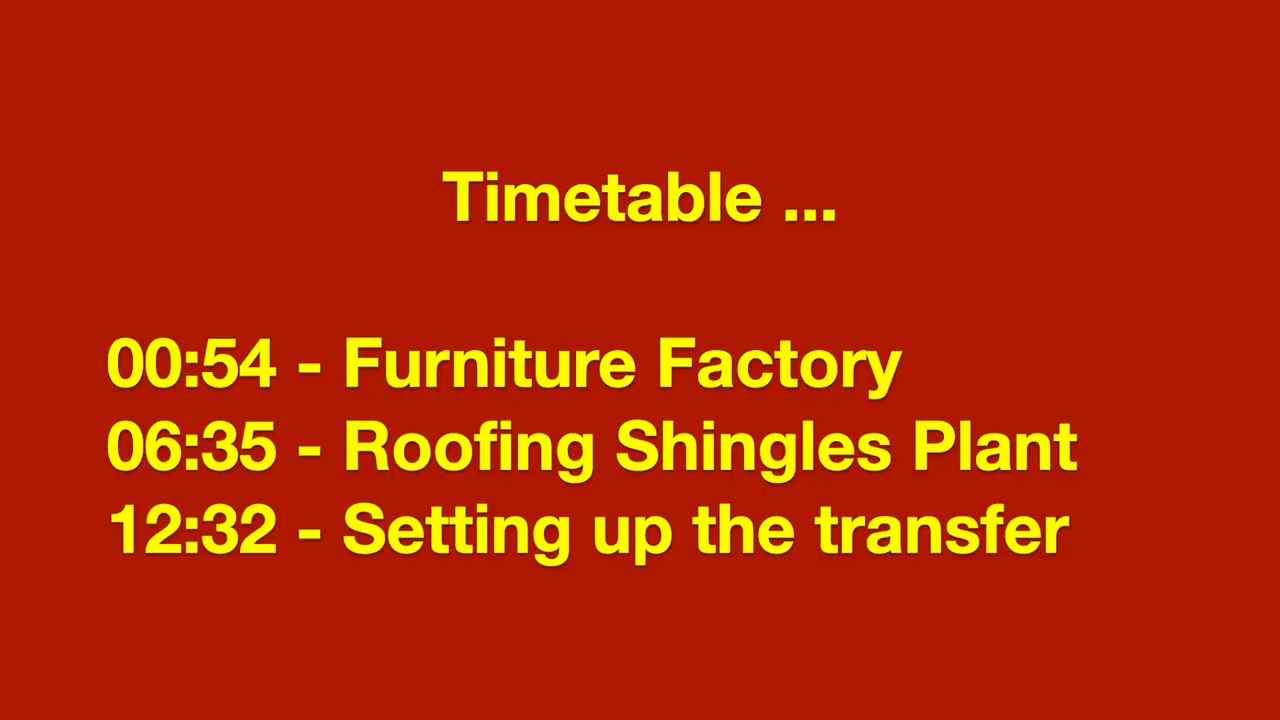 Timetable ...
00:54 - Furniture Factory
06:35 - Roofing Shingles Plant
12:32 - Setting up the transfer